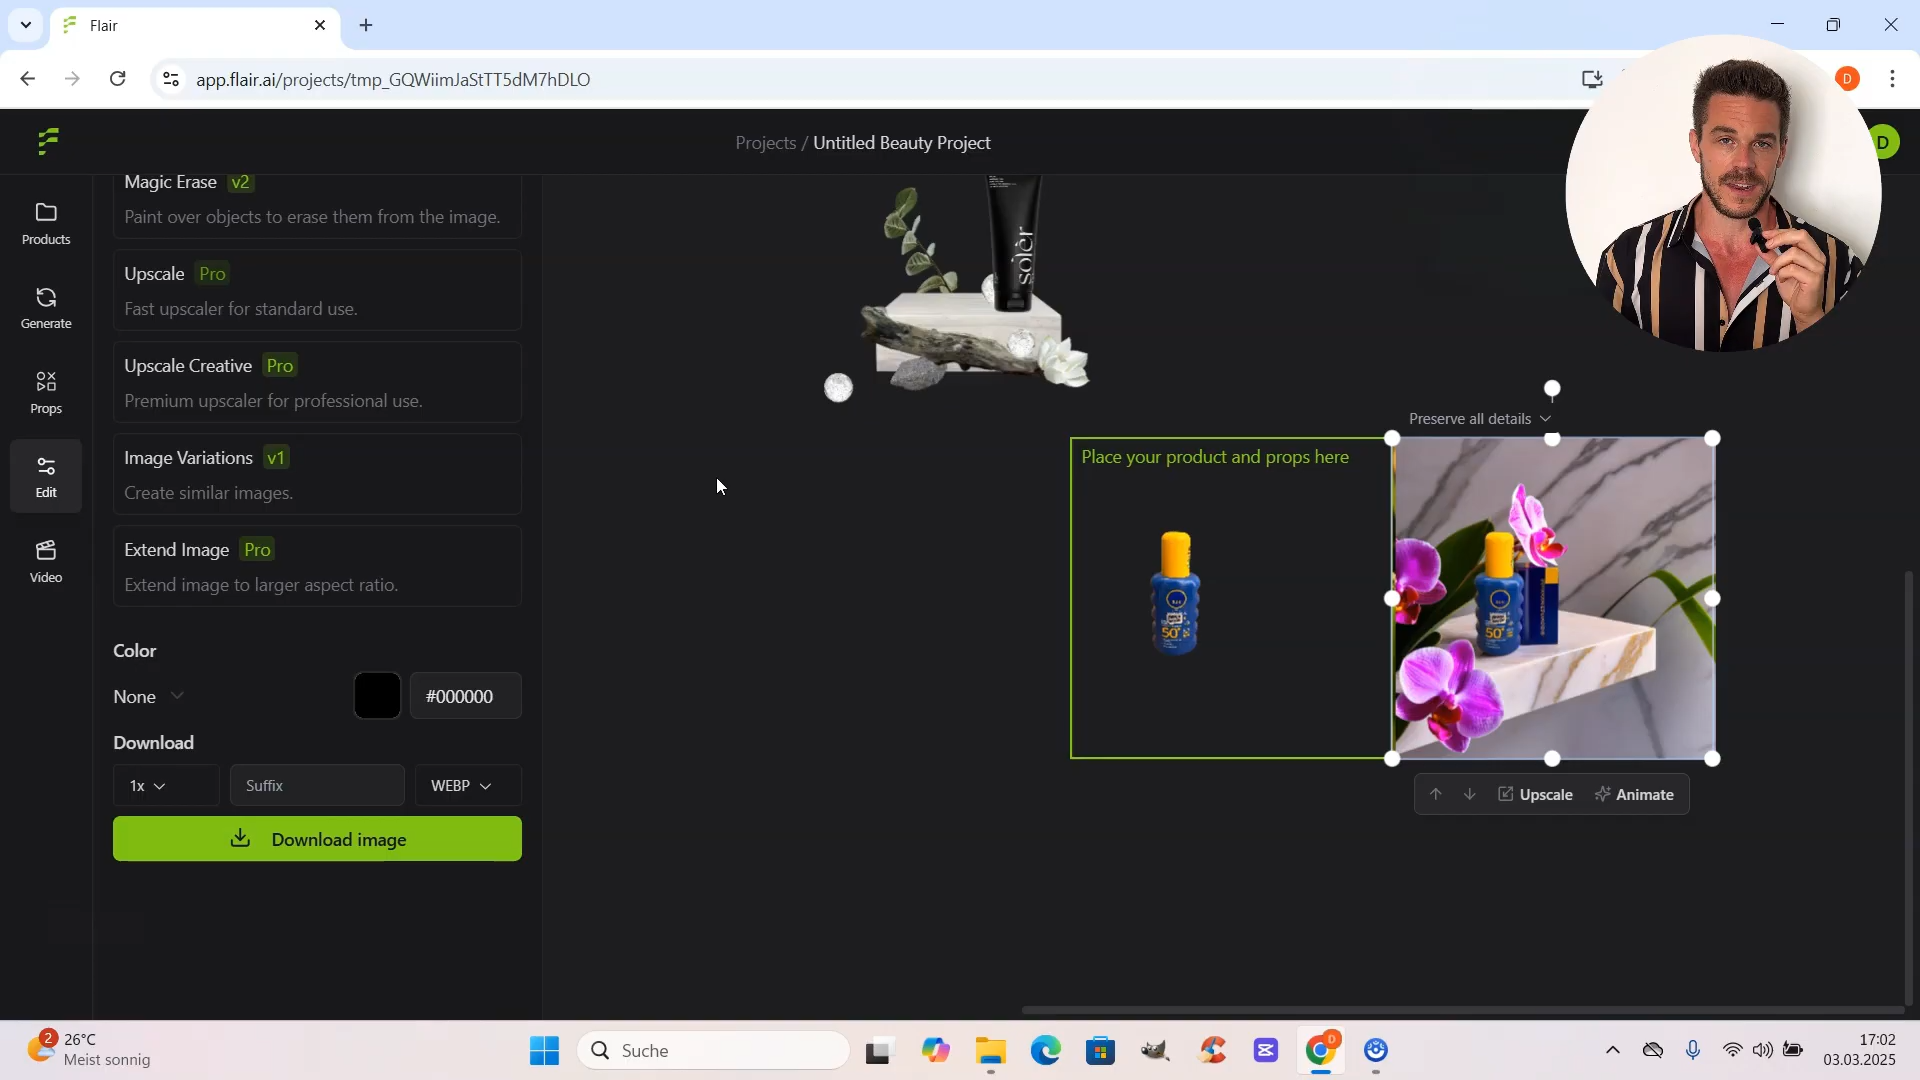 Flair
app.flair.ai/projects/tmp_GQWiimJaStTT5dM7hDLO
D
Projects / Untitled Beauty Project
D
Products
Generate
Props
Edit
Video
Magic Erase v2
Paint over objects to erase them from the image.
Upscale Pro
Fast upscaler for standard use.
Upscale Creative Pro
Premium upscaler for professional use.
Image Variations v1
Create similar images.
Extend Image Pro
Extend image to larger aspect ratio.
Color
None
#000000
Download
1x
Suffix
WEBP
Download image
solér
Preserve all details
Place your product and props here
50+
50+
Upscale
Animate
2
26°C
Meist sonnig
Suche
0
17:02
03.03.2025